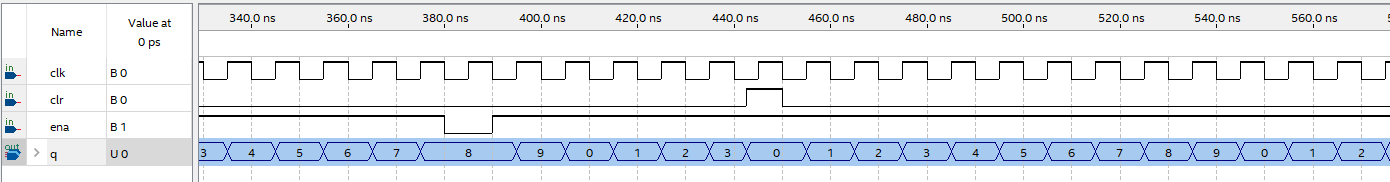 Name Value at 0 ps 340.0 ns 360.0 ns 380.0 ns 400.0 ns 420.0 ns 440.0 ns 460.0 ns 480.0 ns 500.0 ns 520.0 ns 540.0 ns 560.0 ns
in clk B 0
in clr B 0
in ena B 1
out q U 0 3 4 5 6 7 8 9 0 1 2 3 0 1 2 3 4 5 6 7 8 9 0 1 2